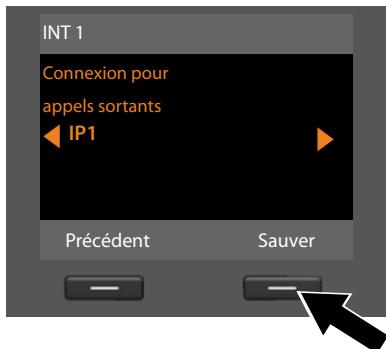 INT 1
Connexion pour
appels sortants
IP1
Précédent Sauver